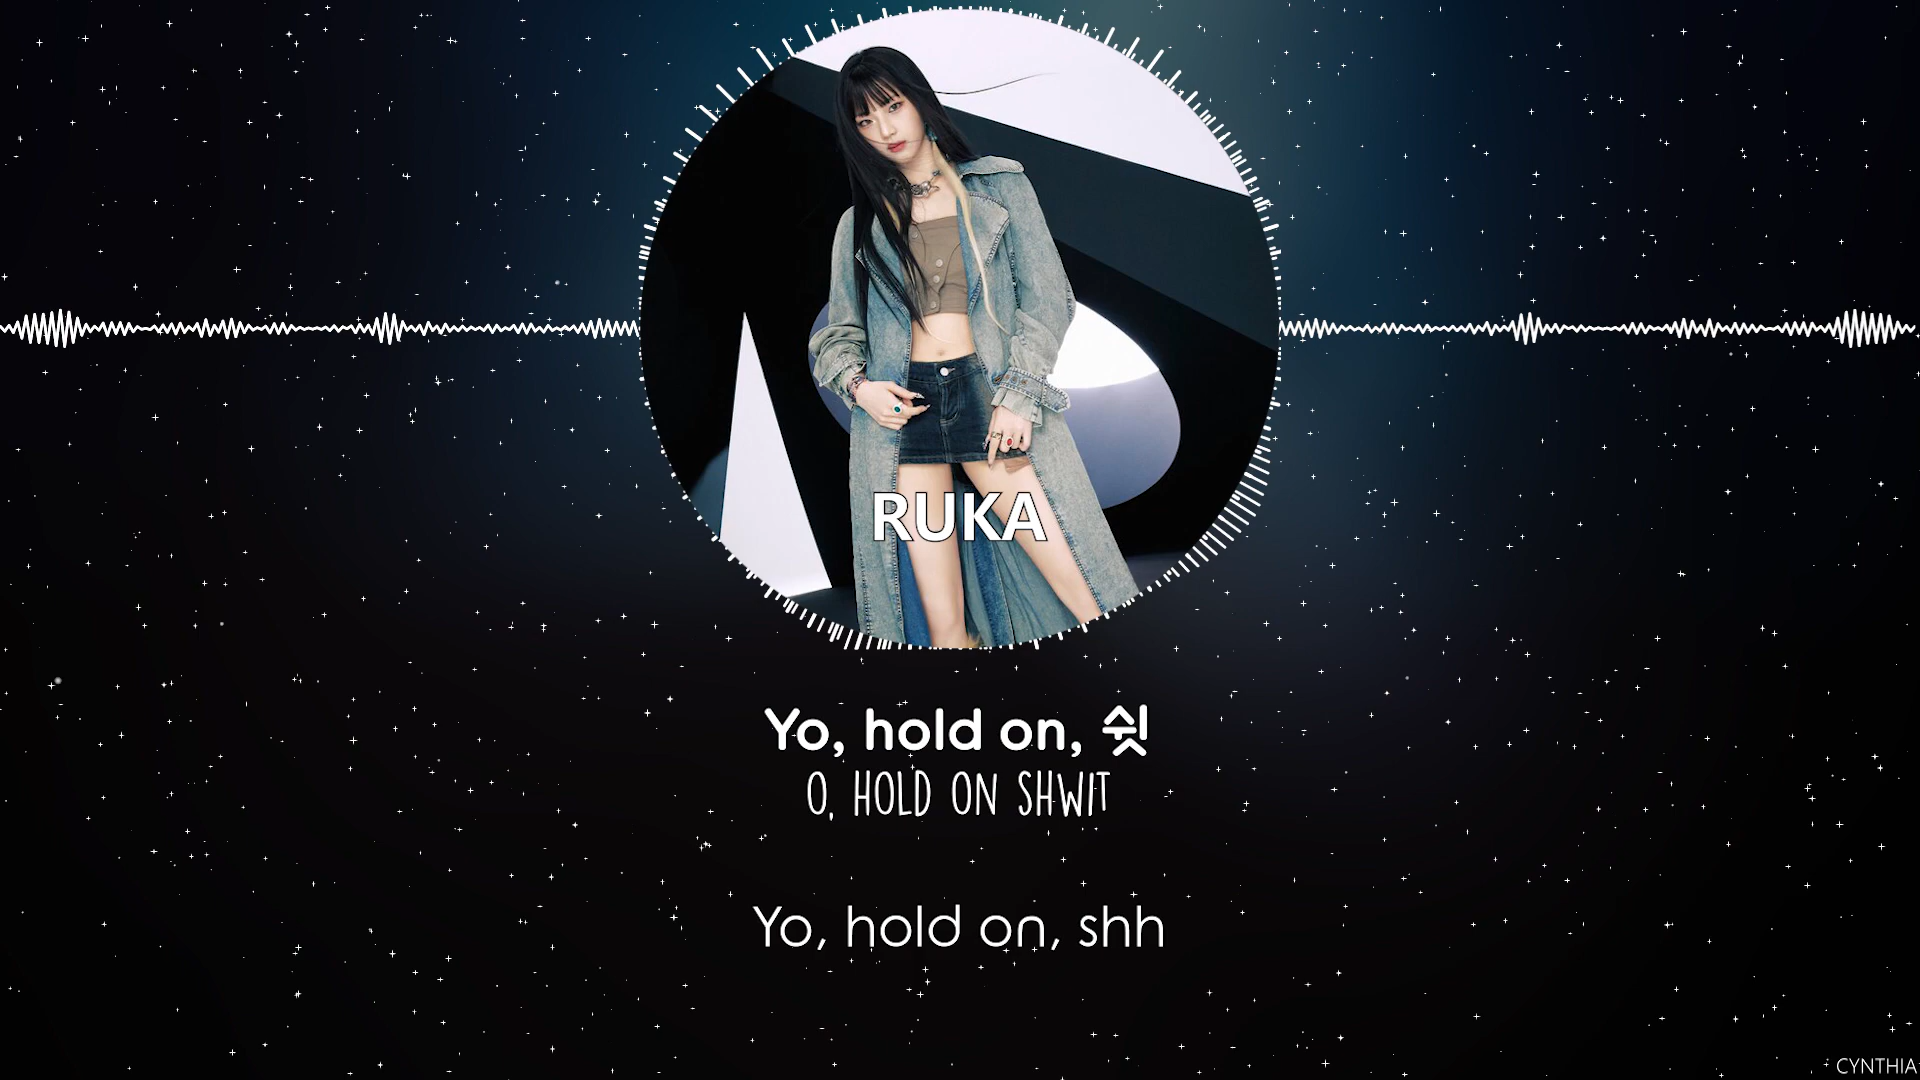 RUKA
Yo, hold on, 쉿
O, HOLD ON SHWIT
Yo, hold on, shh
CYNTHIA